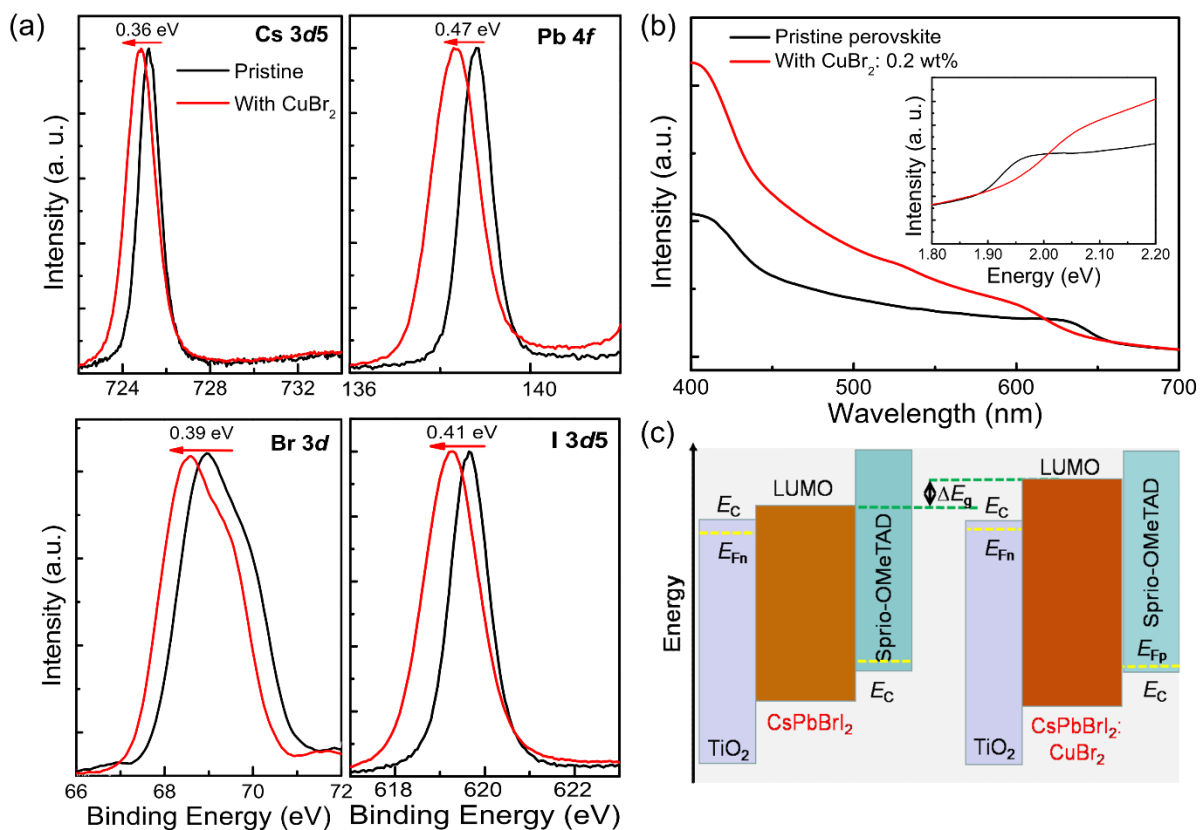 (a)
0.36 eV
Cs 3d5
Pristine
With CuBr2
724 728 732
0.47 eV
Pb 4f
136 140
Intensity (a. u.)
0.39 eV
Br 3d
66 68 70 72
0.41 eV
I 3d5
618 620 622
Intensity (a.u.)
Binding Energy (eV)
Binding Energy (eV)
(b)
Pristine perovskite
With CuBr2: 0.2 wt%
Intensity (a.u.)
400 500 600 700
Wavelength (nm)
Intensity (a.u.)
1.80 1.90 2.00 2.10 2.20
Energy (eV)
(c)
Energy
EC
EFn
TiO2
LUMO
CsPbBrI2
Sprio-OMeTAD
EC
ΔEg
EC
EFn
TiO2
LUMO
CsPbBrI2:
CuBr2
Sprio-OMeTAD
EFp
EC